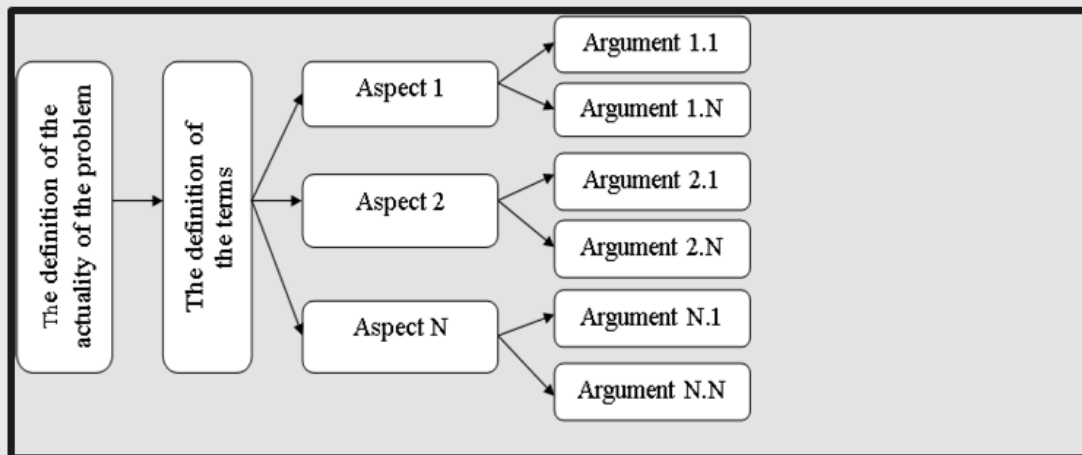 The definition of the
actuality of the problem
The definition of
the terms
Aspect 1
Aspect 2
Aspect N
Argument 1.1
Argument 1.N
Argument 2.1
Argument 2.N
Argument N.1
Argument N.N